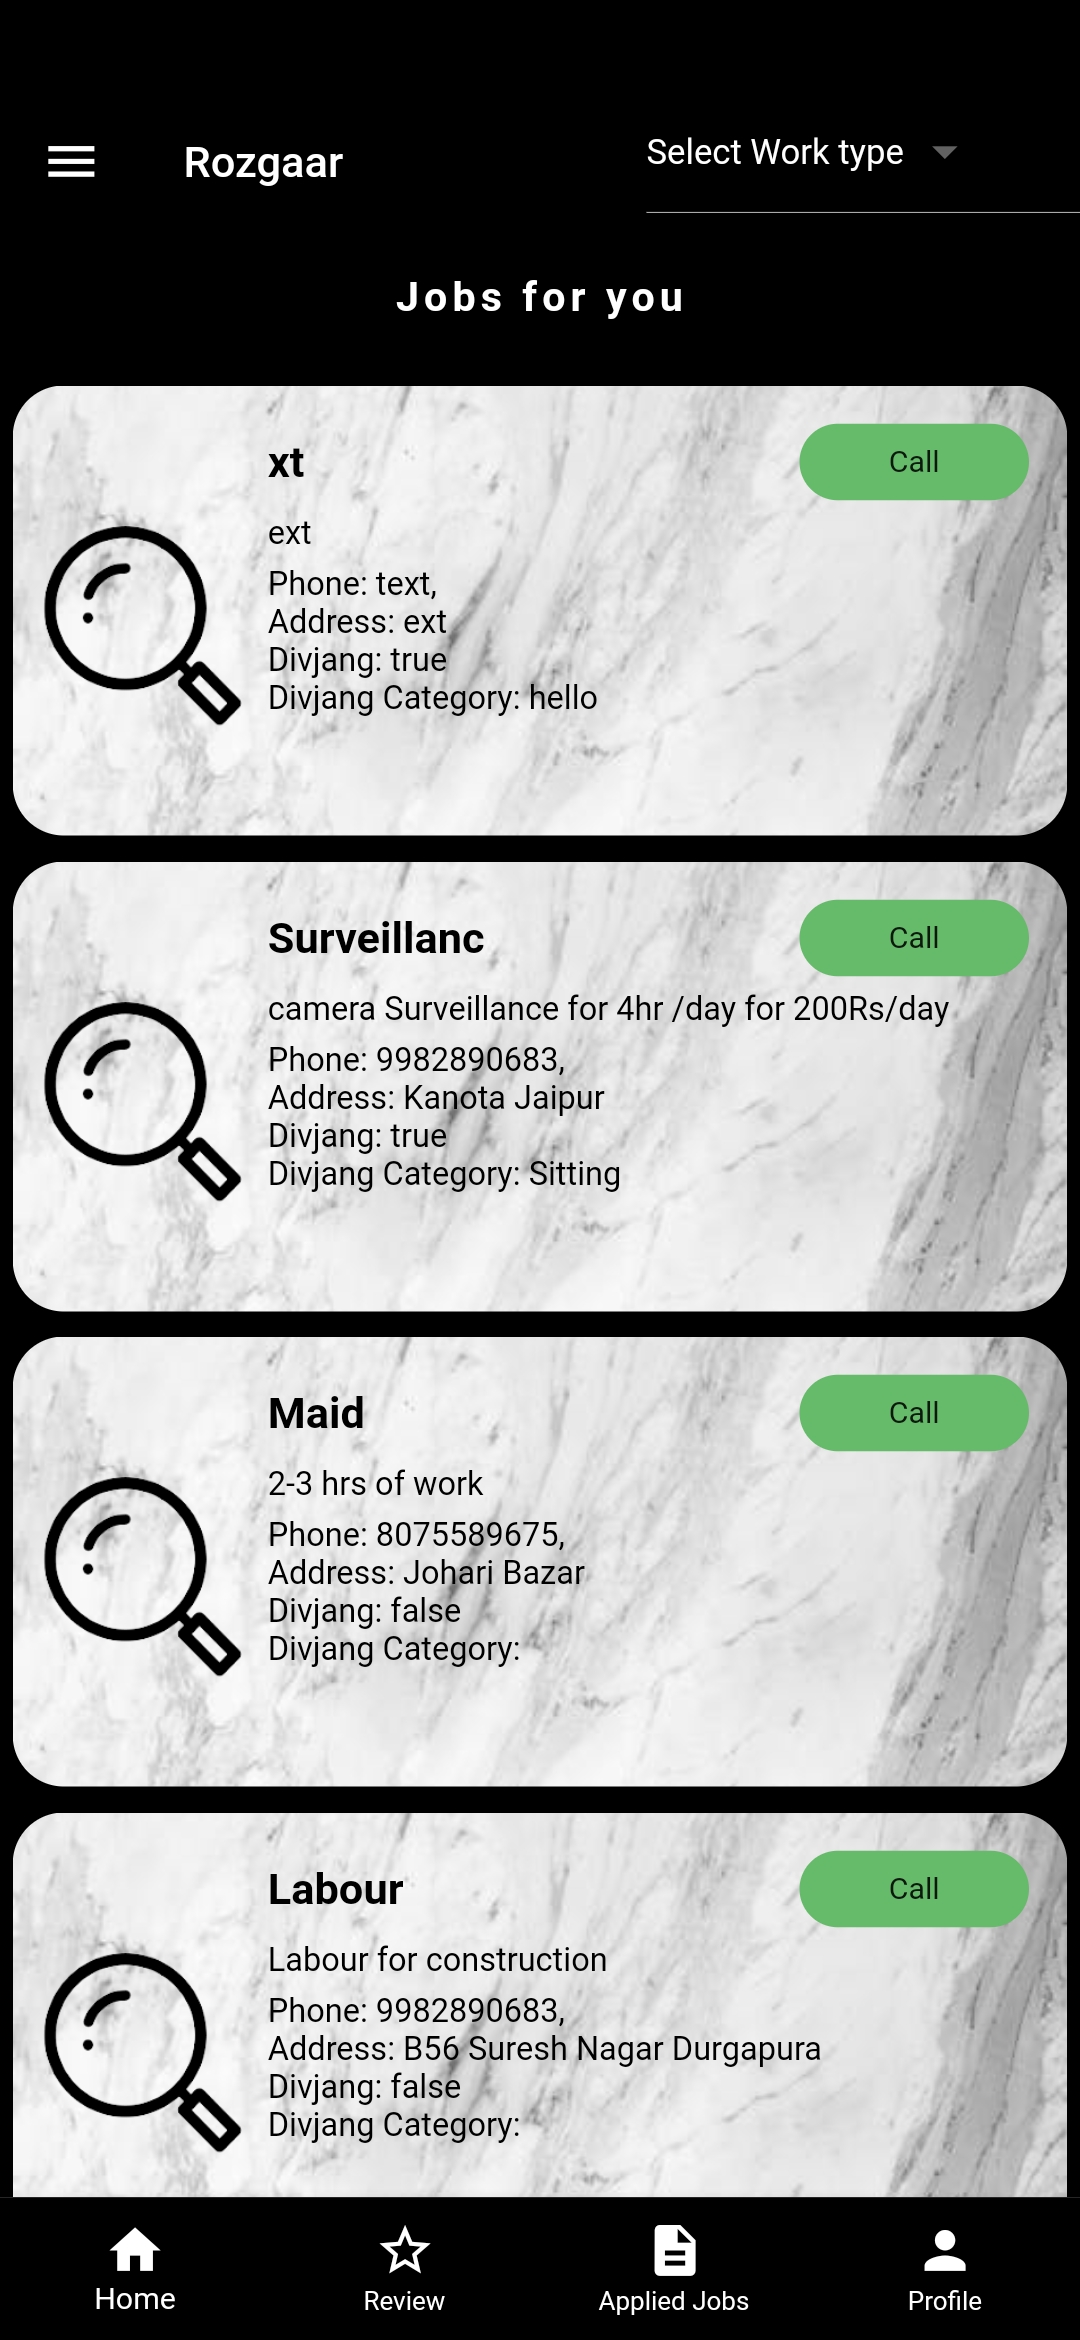 Rozgaar
Select Work type
Jobs for you
xt
Call
ext
Phone: text,
Address: ext
Divjang: true
Divjang Category: hello
Surveillanc
Call
camera Surveillance for 4hr /day for 200Rs/day
Phone: 9982890683,
Address: Kanota Jaipur
Divjang: true
Divjang Category: Sitting
Maid
Call
2-3 hrs of work
Phone: 8075589675,
Address: Johari Bazar
Divjang: false
Divjang Category:
Labour
Call
Labour for construction
Phone: 9982890683,
Address: B56 Suresh Nagar Durgapura
Divjang: false
Divjang Category:
Home
Review
Applied Jobs
Profile